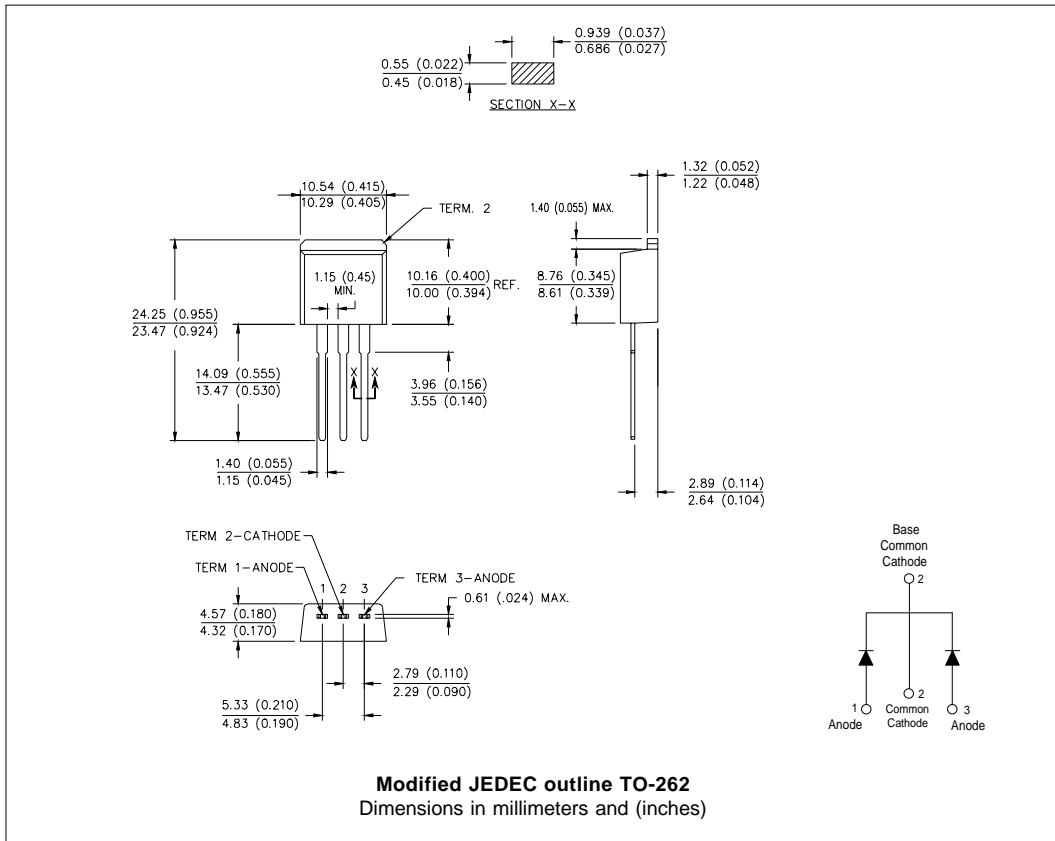 0.939 (0.037)
0.686 (0.027)
0.55 (0.022)
0.45 (0.018)
SECTION X-X
10.54 (0.415)
10.29 (0.405)
TERM. 2
1.32 (0.052)
1.22 (0.048)
1.40 (0.055) MAX.
1.15 (0.45)
MIN.
10.16 (0.400)
10.00 (0.394)
REF.
8.76 (0.345)
8.61 (0.339)
24.25 (0.955)
23.47 (0.924)
14.09 (0.555)
13.47 (0.530)
X X
3.96 (0.156)
3.55 (0.140)
1.40 (0.055)
1.15 (0.045)
2.89 (0.114)
2.64 (0.104)
TERM 2-CATHODE
TERM 1-ANODE
1 2 3
TERM 3-ANODE
0.61 (.024) MAX.
4.57 (0.180)
4.32 (0.170)
2.79 (0.110)
2.29 (0.090)
5.33 (0.210)
4.83 (0.190)
Base
Common
Cathode
2
1
Anode
2
Common
Cathode
3
Anode
Modified JEDEC outline TO-262
Dimensions in millimeters and (inches)